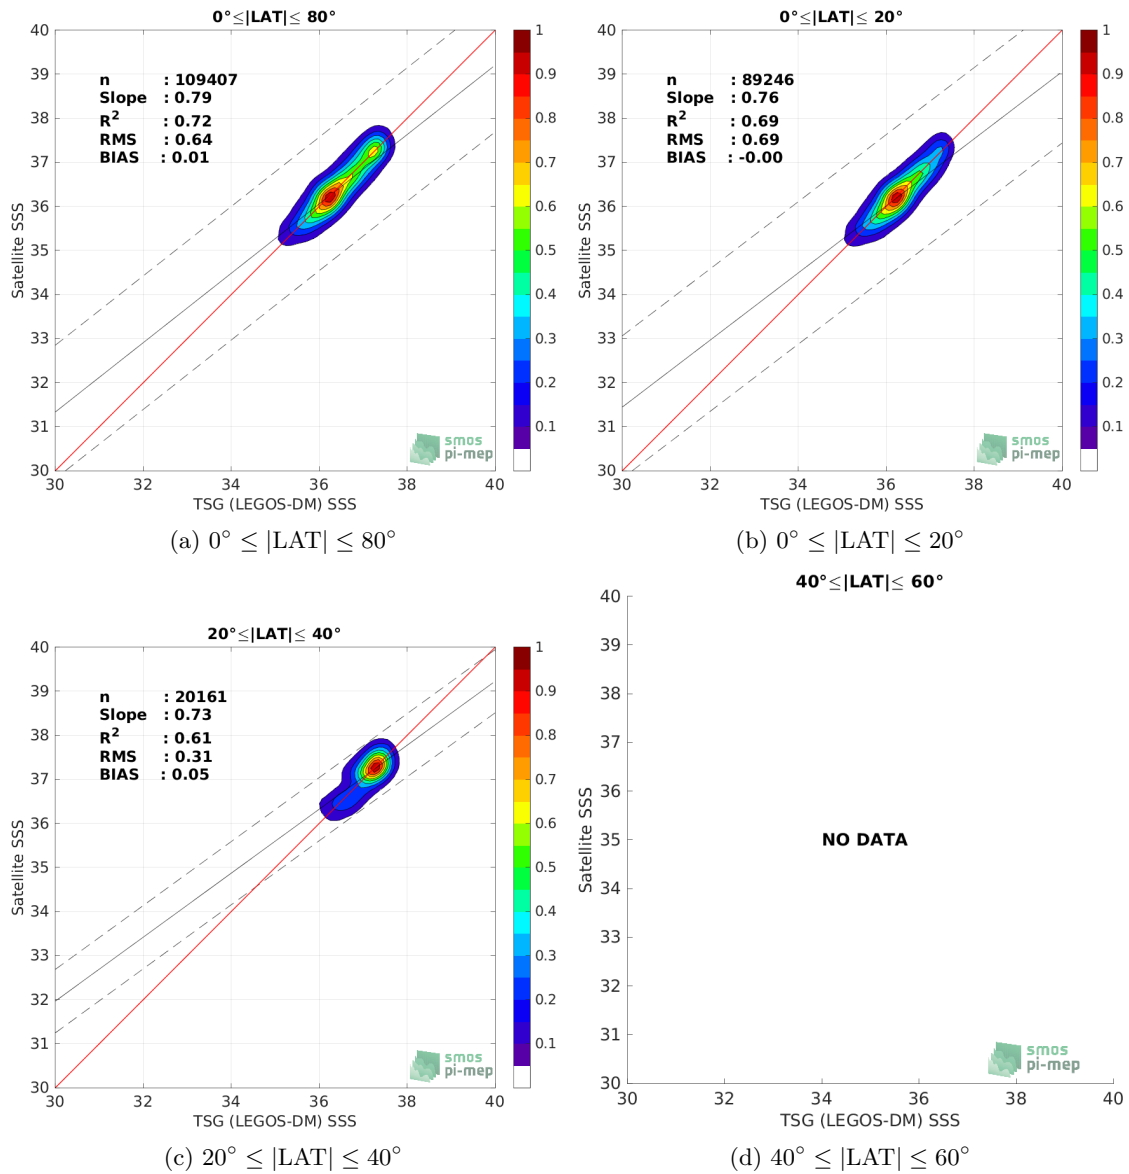 0°≤|LAT|≤ 80°
40
39
38
37
36
35
34
33
32
31
30
Satellite SSS
n : 109407
Slope : 0.79
R² : 0.72
RMS : 0.64
BIAS : 0.01
smos
pi-mep
30 32 34 36 38 40
TSG (LEGOS-DM) SSS
1
0.9
0.8
0.7
0.6
0.5
0.4
0.3
0.2
0.1
(a) 0° ≤ |LAT| ≤ 80°
0°≤|LAT|≤ 20°
40
39
38
37
36
35
34
33
32
31
30
Satellite SSS
n : 89246
Slope : 0.76
R² : 0.69
RMS : 0.69
BIAS : -0.00
smos
pi-mep
30 32 34 36 38 40
TSG (LEGOS-DM) SSS
1
0.9
0.8
0.7
0.6
0.5
0.4
0.3
0.2
0.1
(b) 0° ≤ |LAT| ≤ 20°
20°≤|LAT|≤ 40°
40
39
38
37
36
35
34
33
32
31
30
Satellite SSS
n : 20161
Slope : 0.73
R² : 0.61
RMS : 0.31
BIAS : 0.05
smos
pi-mep
30 32 34 36 38 40
TSG (LEGOS-DM) SSS
1
0.9
0.8
0.7
0.6
0.5
0.4
0.3
0.2
0.1
(c) 20° ≤ |LAT| ≤ 40°
40°≤|LAT|≤ 60°
40
39
38
37
36
35
34
33
32
31
30
Satellite SSS
NO DATA
smos
pi-mep
30 32 34 36 38 40
TSG (LEGOS-DM) SSS
(d) 40° ≤ |LAT| ≤ 60°